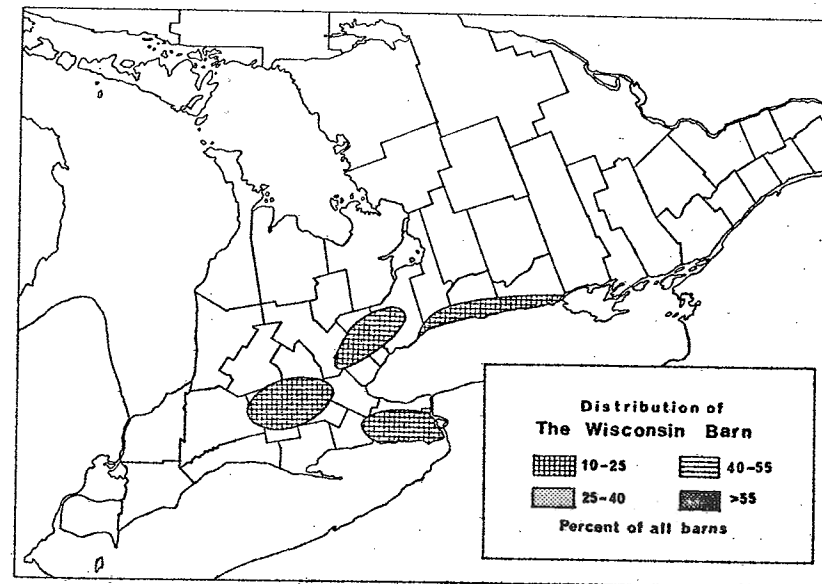 Distribution of
The Wisconsin Barn
10-25 40-55
25-40 >55
Percent of all barns